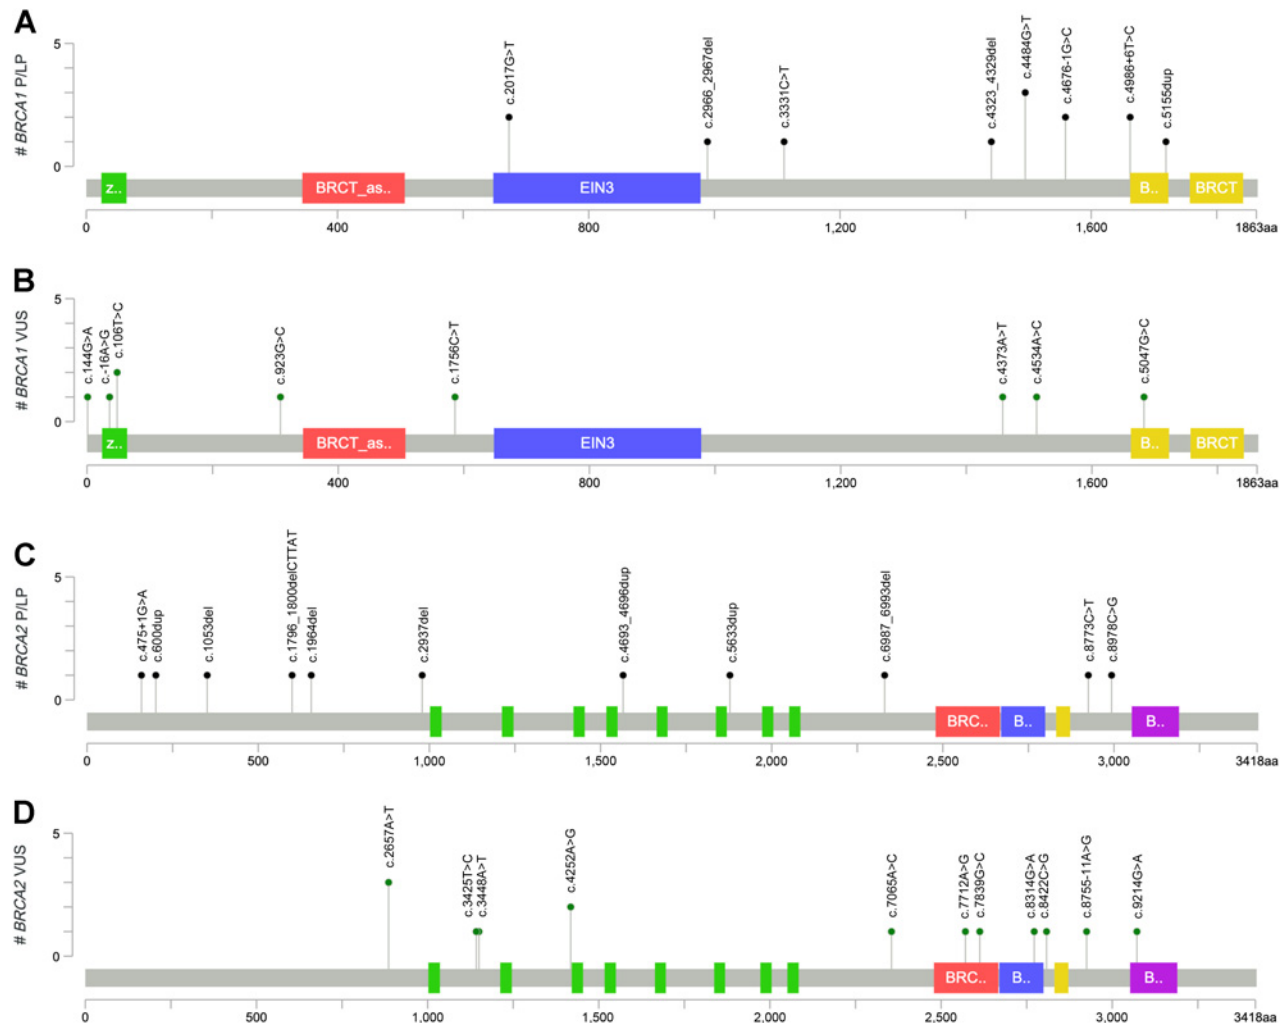 A
# BRCA1 P/LP
5
0
c.2017G>T
c.2966_2967del
c.3331C>T
c.4323_4329del
c.4484G>T
c.4676-1G>C
c.4986+6T>C
c.5155dup
z..
BRCT_as..
EIN3
B..
BRCT
0
400
800
1,200
1,600
1863aa
B
# BRCA1 VUS
5
0
c.144G>A
c.-16A>G
c.106T>C
c.923G>C
c.1756C>T
c.4373A>T
c.4534A>C
c.5047G>C
z..
BRCT_as..
EIN3
B..
BRCT
0
400
800
1,200
1,600
1863aa
C
# BRCA2 P/LP
5
0
c.475+1G>A
c.600dup
c.1053del
c.1796_1800delCTTAT
c.1964del
c.2937del
c.4693_4696dup
c.5633dup
c.6987_6993del
c.8773C>T
c.8978C>G
BRC..
B..
B..
0
500
1,000
1,500
2,000
2,500
3,000
3418aa
D
# BRCA2 VUS
5
0
c.2657A>T
c.3425T>C
c.3448A>T
c.4252A>G
c.7065A>C
c.7712A>G
c.7839G>C
c.8314G>A
c.8422C>G
c.8755-11A>G
c.9214G>A
BRC..
B..
B..
0
500
1,000
1,500
2,000
2,500
3,000
3418aa